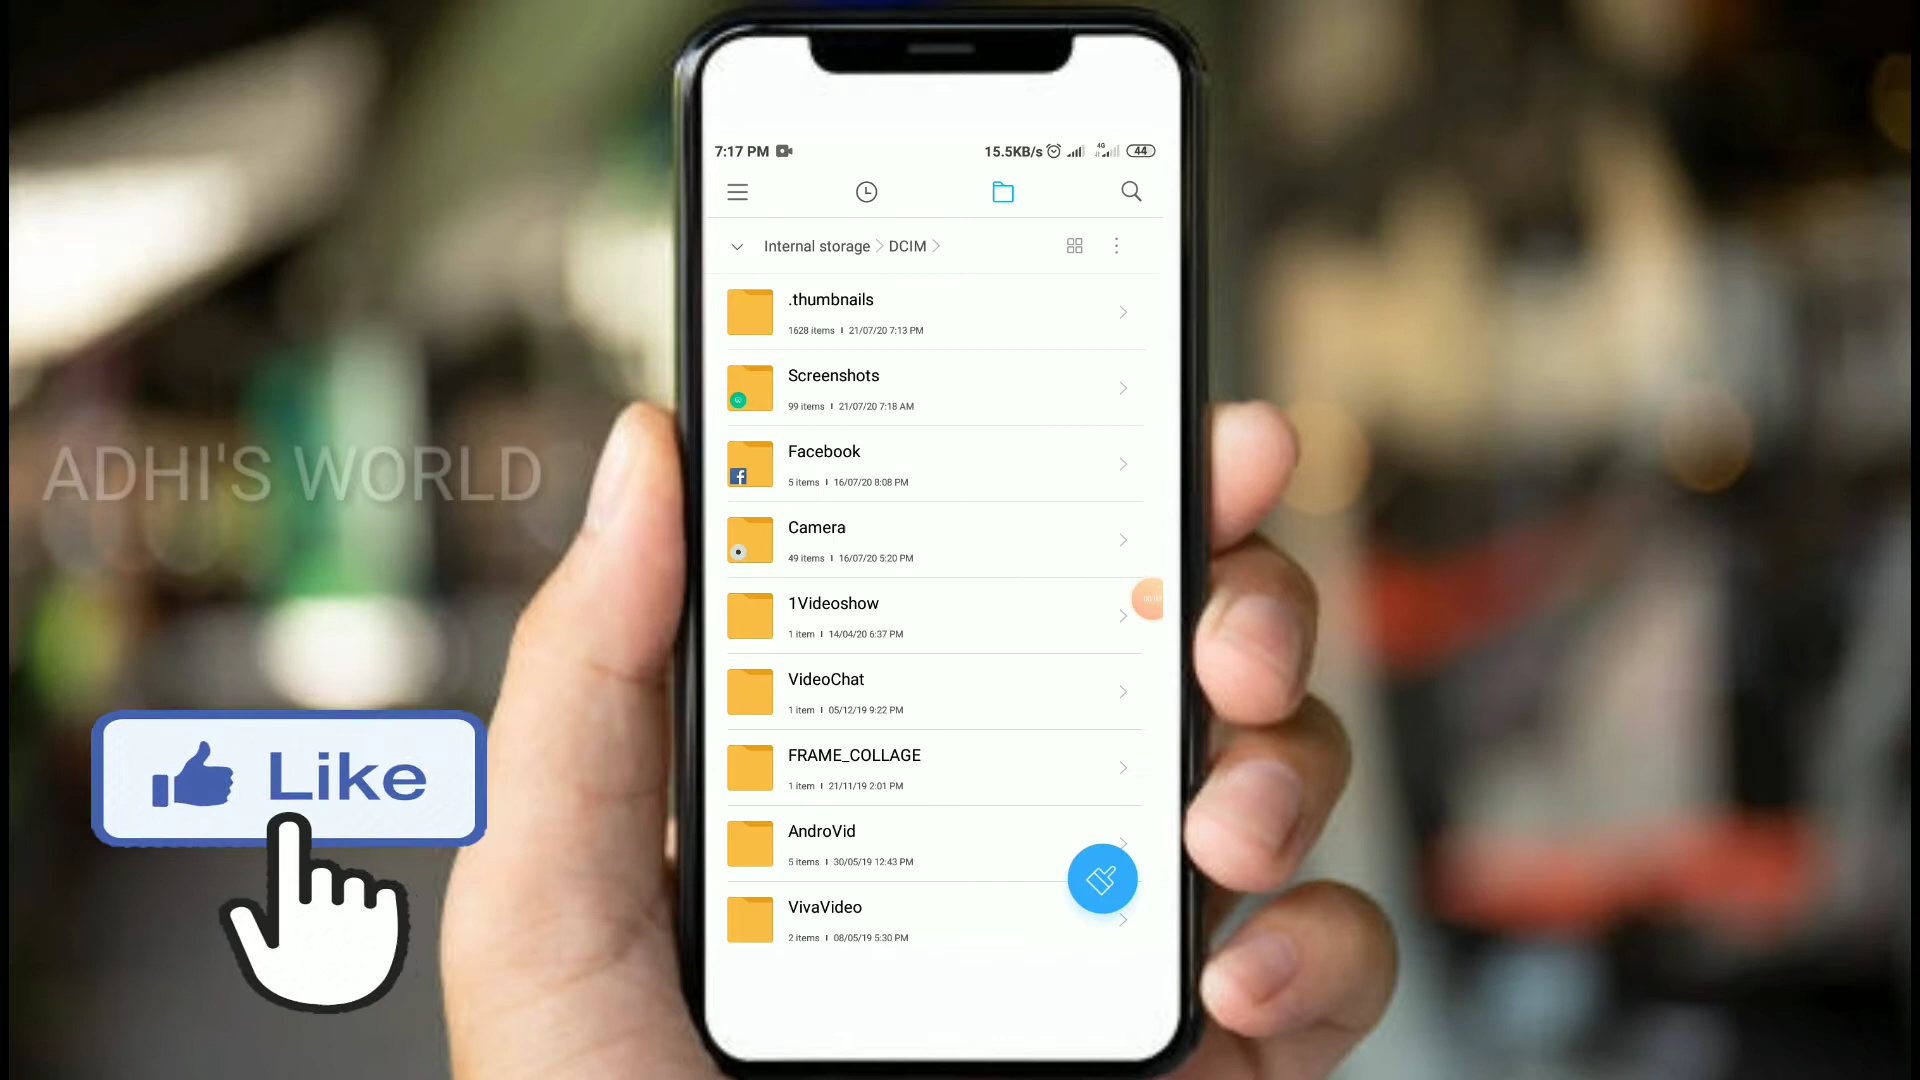 7:17 PM
15.5KB/s 4G 44
Internal storage > DCIM >
.thumbnails
1628 items I 21/07/20 7:13 PM
Screenshots
99 items I 21/07/20 7:18 AM
Facebook
5 items I 16/07/20 8:08 PM
Camera
49 items I 16/07/20 5:20 PM
1Videoshow
1 item I 14/04/20 6:37 PM
VideoChat
1 item I 05/12/19 9:22 PM
FRAME_COLLAGE
1 item I 21/11/19 2:01 PM
AndroVid
5 items I 30/05/19 12:43 PM
VivaVideo
2 items I 08/05/19 5:30 PM
ADHI'S WORLD
Like